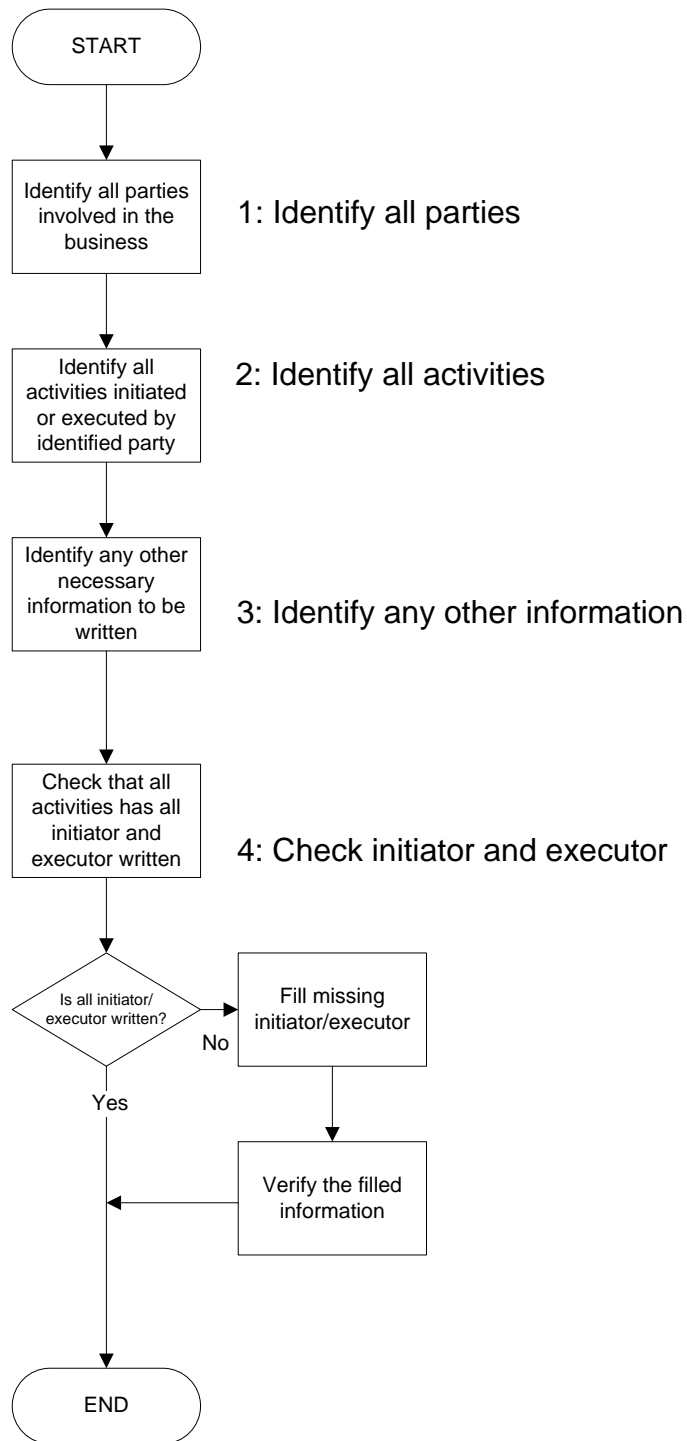 START
Identify all parties
involved in the
business
1: Identify all parties
Identify all
activities initiated
or executed by
identified party
2: Identify all activities
Identify any other
necessary
information to be
written
3: Identify any other information
Check that all
activities has all
initiator and
executor written
4: Check initiator and executor
Is all initiator/
executor written?
No
Fill missing
initiator/executor
Yes
Verify the filled
information
END